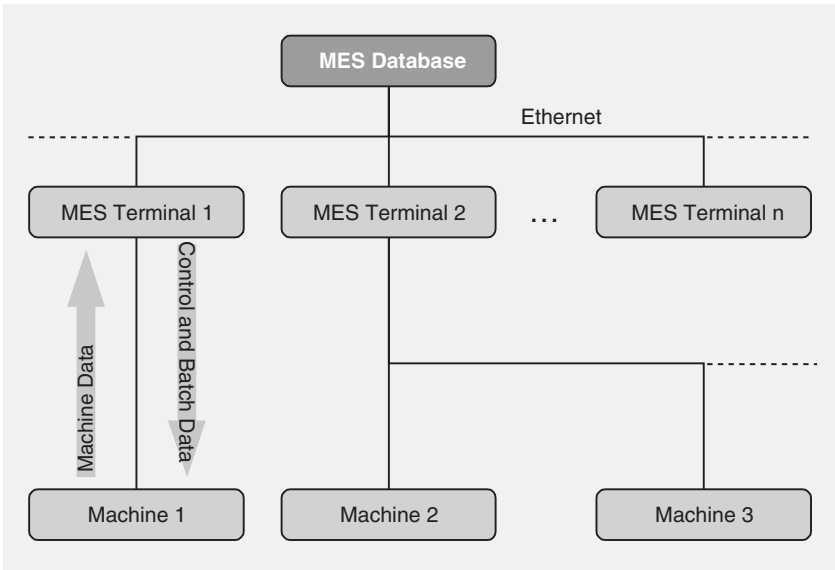 MES Database
Ethernet
MES Terminal 1
MES Terminal 2
...
MES Terminal n
Machine Data
Control and Batch Data
Machine 1
Machine 2
Machine 3